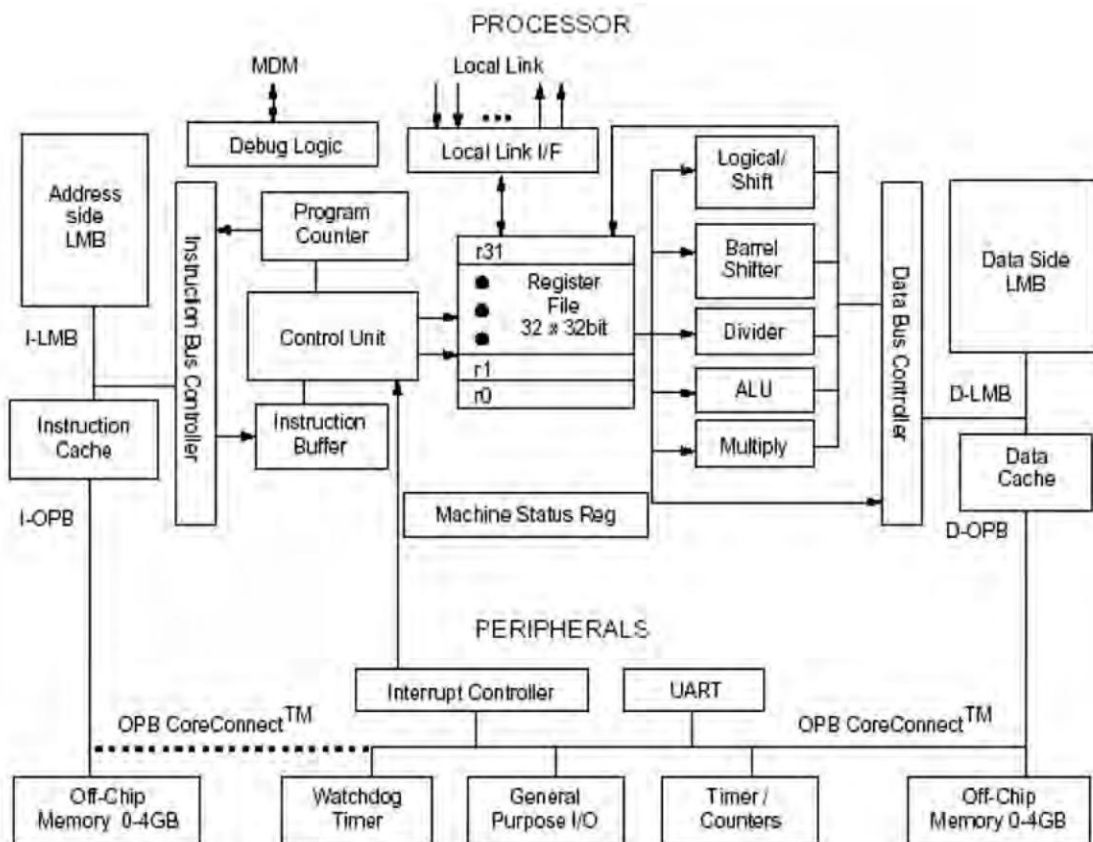 PROCESSOR
MDM
Local Link
Debug Logic
Local Link I/F
Address
side
LMB
Instruction Bus Controller
Program
Counter
Control Unit
Instruction
Buffer
r31
Register
File
32 x 32bit
r1
r0
Logical/
Shift
Barrel
Shifter
Divider
ALU
Multiply
Data Bus Controller
Data Side
LMB
I-LMB
D-LMB
Instruction
Cache
Data
Cache
I-OPB
D-OPB
Machine Status Reg
PERIPHERALS
Interrupt Controller
UART
OPB CoreConnect™
OPB CoreConnect™
Off-Chip
Memory 0-4GB
Watchdog
Timer
General
Purpose I/O
Timer /
Counters
Off-Chip
Memory 0-4GB